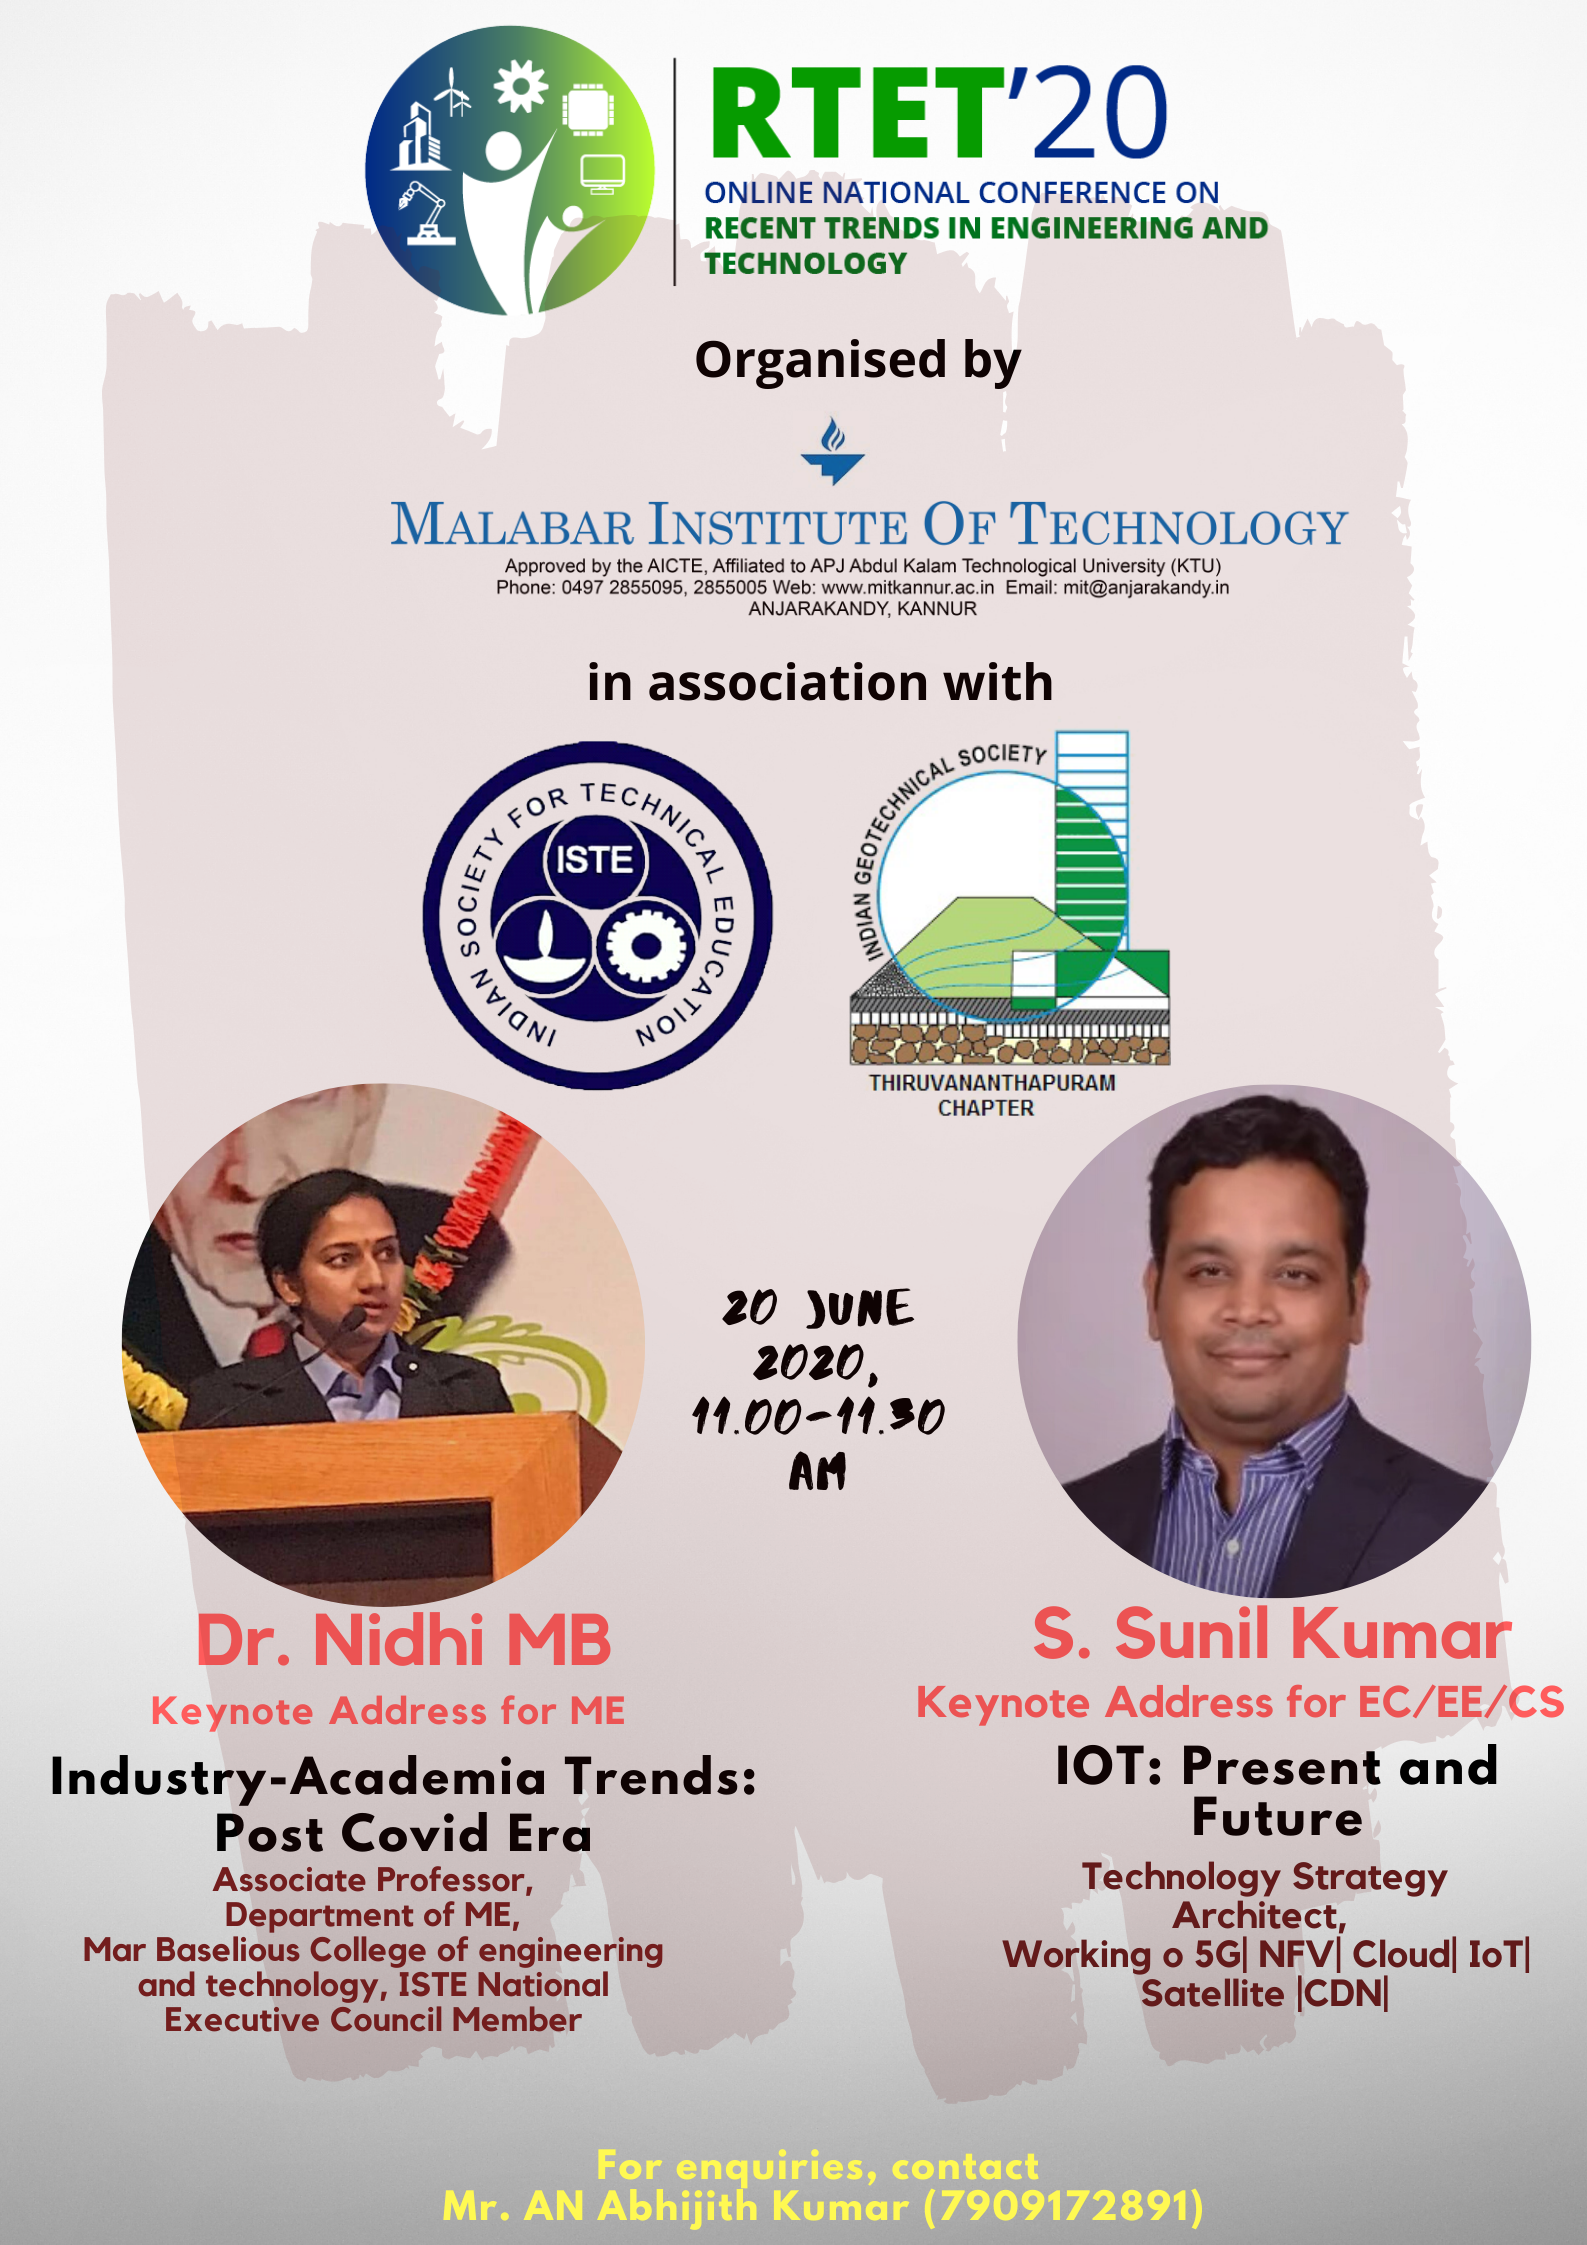 RTET'20
ONLINE NATIONAL CONFERENCE ON
RECENT TRENDS IN ENGINEERING AND
TECHNOLOGY
Organised by
MALABAR INSTITUTE OF TECHNOLOGY
Approved by the AICTE, Affiliated to APJ Abdul Kalam Technological University (KTU)
Phone: 0497 2855095, 2855005 Web: www.mitkannur.ac.in Email: mit@anjarakandy.in
ANJARAKANDY, KANNUR
in association with
INDIAN SOCIETY FOR TECHNICAL EDUCATION
ISTE
INDIAN GEOTECHNICAL SOCIETY
THIRUVANANTHAPURAM
CHAPTER
20 JUNE
2020,
11.00-11.30
AM
Dr. Nidhi MB
Keynote Address for ME
Industry-Academia Trends:
Post Covid Era
Associate Professor,
Department of ME,
Mar Baselious College of engineering
and technology, ISTE National
Executive Council Member
S. Sunil Kumar
Keynote Address for EC/EE/CS
IOT: Present and
Future
Technology Strategy
Architect,
Working o 5G| NFV| Cloud| IoT|
Satellite |CDN|
For enquiries, contact
Mr. AN Abhijith Kumar (7909172891)